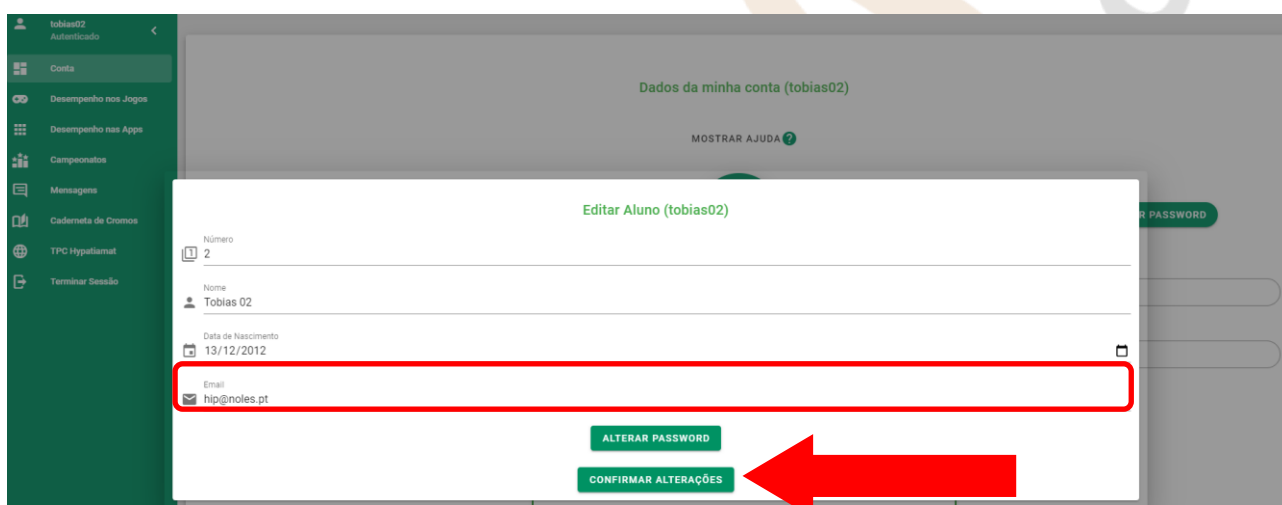 tobias02
Autenticado
Conta
Desempenho nos Jogos
Desempenho nas Apps
Campeonatos
Mensagens
Caderneta de Cromos
TPC Hypatiamat
Terminar Sessão
Dados da minha conta (tobias02)
MOSTRAR AJUDA ?
R PASSWORD
Editar Aluno (tobias02)
Número
1 2
Nome
Tobias 02
Data de Nascimento
13/12/2012
Email
hip@noles.pt
ALTERAR PASSWORD
CONFIRMAR ALTERAÇÕES